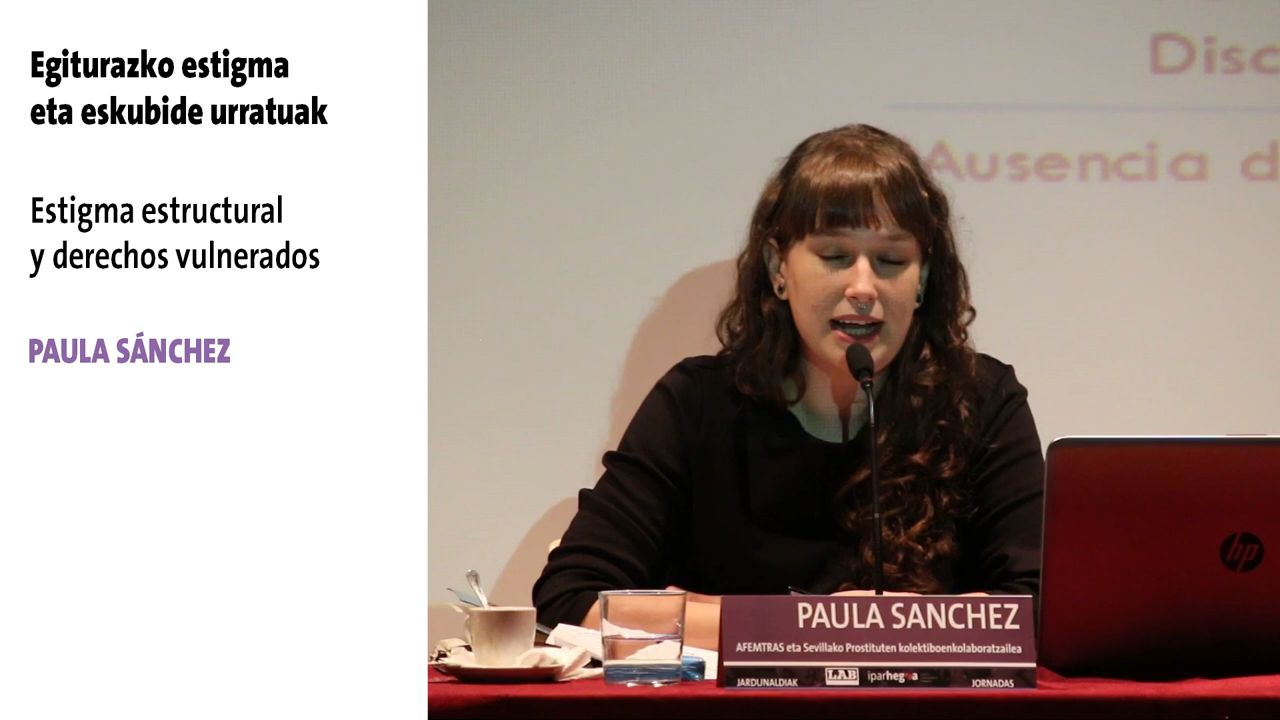 Egiturazko estigma
eta eskubide urratuak
Estigma estructural
y derechos vulnerados
PAULA SÁNCHEZ
Disc
Ausencia d
PAULA SANCHEZ
AFEMTRAS eta Sevillako Prostituten kolektiboenkolaboratzailea
JARDUNALDIAK LAB iparhegoa JORNADAS
hp